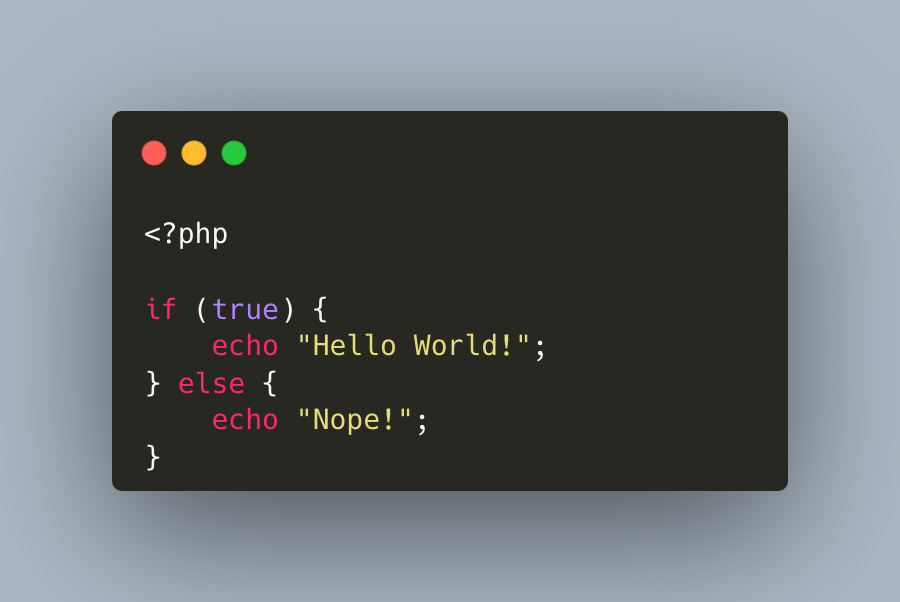 <?php

if (true) {
    echo "Hello World!";
} else {
    echo "Nope!";
}